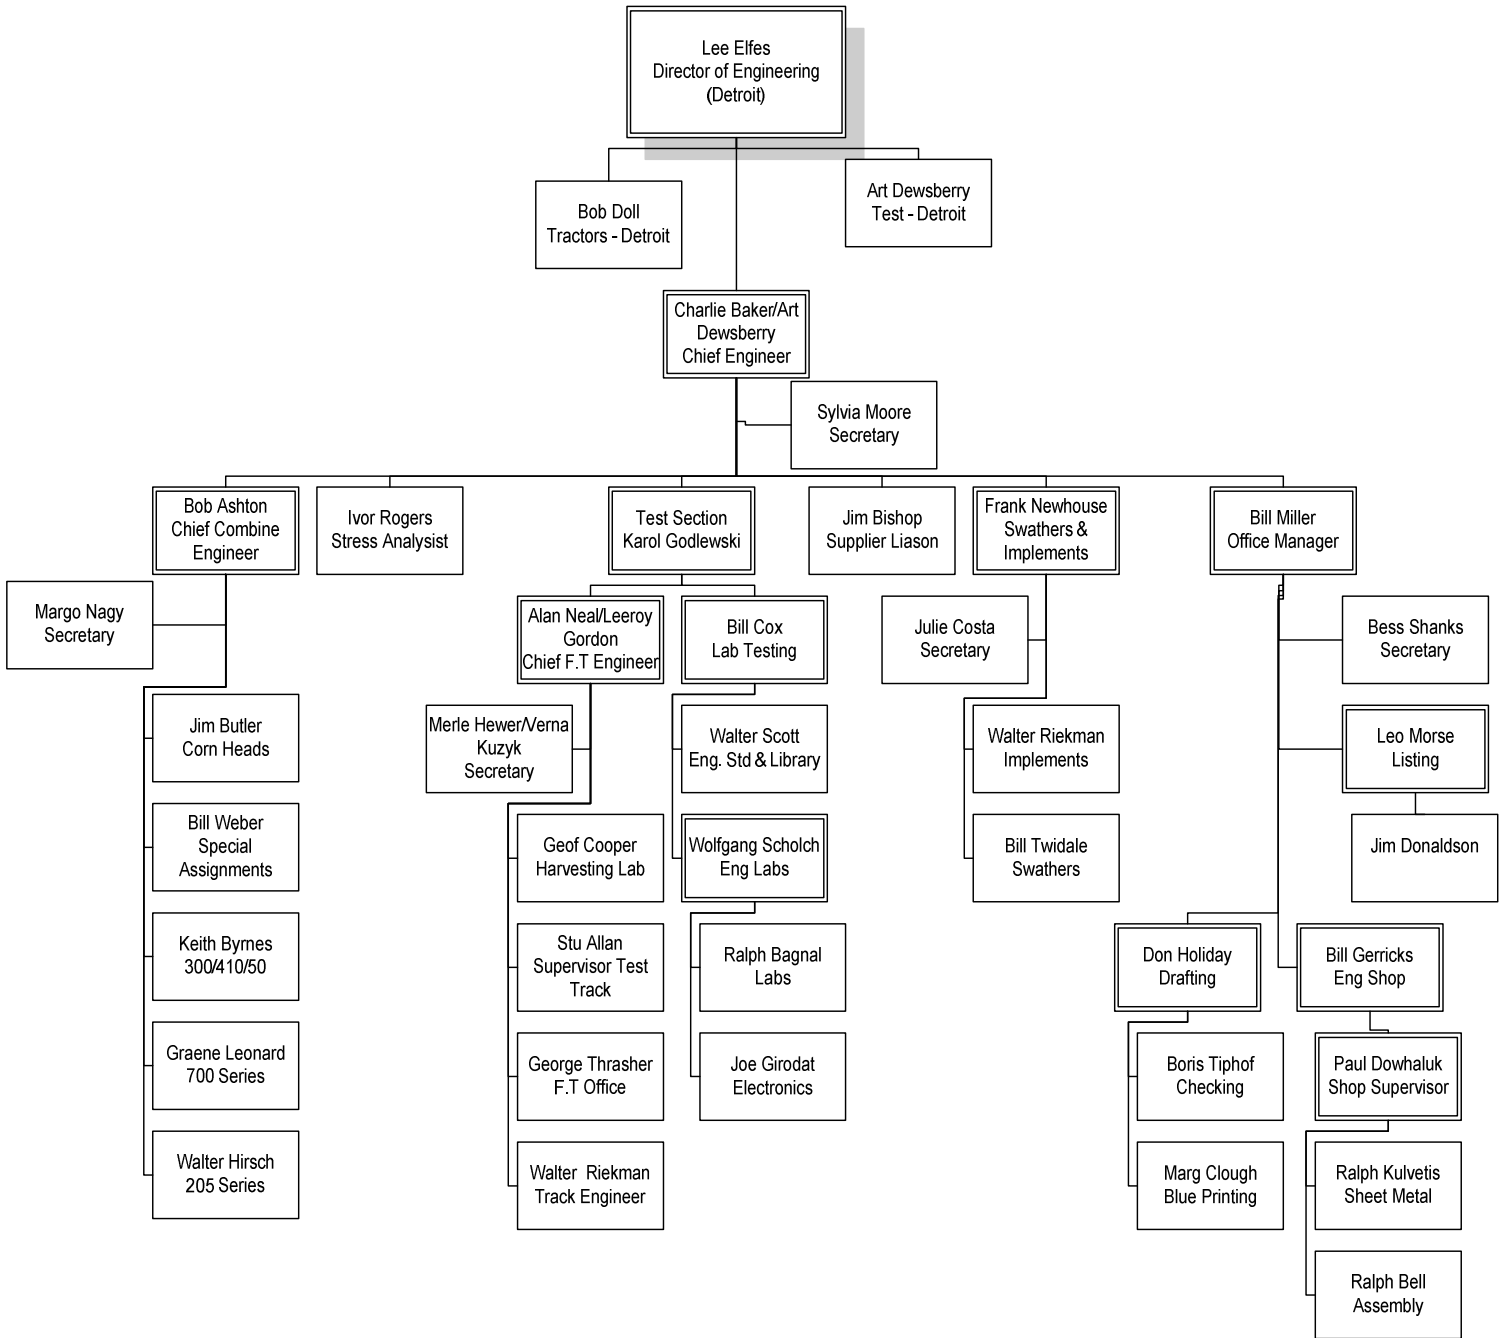 Lee Elfes
Director of Engineering
(Detroit)
Bob Doll
Tractors - Detroit
Art Dewsberry
Test - Detroit
Charlie Baker/Art
Dewsberry
Chief Engineer
Sylvia Moore
Secretary
Bob Ashton
Chief Combine
Engineer
Ivor Rogers
Stress Analysist
Test Section
Karol Godlewski
Jim Bishop
Supplier Liason
Frank Newhouse
Swathers &
Implements
Bill Miller
Office Manager
Margo Nagy
Secretary
Jim Butler
Corn Heads
Bill Weber
Special
Assignments
Keith Byrnes
300/410/50
Graene Leonard
700 Series
Walter Hirsch
205 Series
Alan Neal/Leeroy
Gordon
Chief F.T Engineer
Merle Hewer/Verna
Kuzyk
Secretary
Geof Cooper
Harvesting Lab
Stu Allan
Supervisor Test
Track
George Thrasher
F.T Office
Walter  Riekman
Track Engineer
Bill Cox
Lab Testing
Walter Scott
Eng. Std & Library
Wolfgang Scholch
Eng Labs
Ralph Bagnal
Labs
Joe Girodat
Electronics
Julie Costa
Secretary
Walter Riekman
Implements
Bill Twidale
Swathers
Bess Shanks
Secretary
Leo Morse
Listing
Jim Donaldson
Don Holiday
Drafting
Boris Tiphof
Checking
Marg Clough
Blue Printing
Bill Gerricks
Eng Shop
Paul Dowhaluk
Shop Supervisor
Ralph Kulvetis
Sheet Metal
Ralph Bell
Assembly